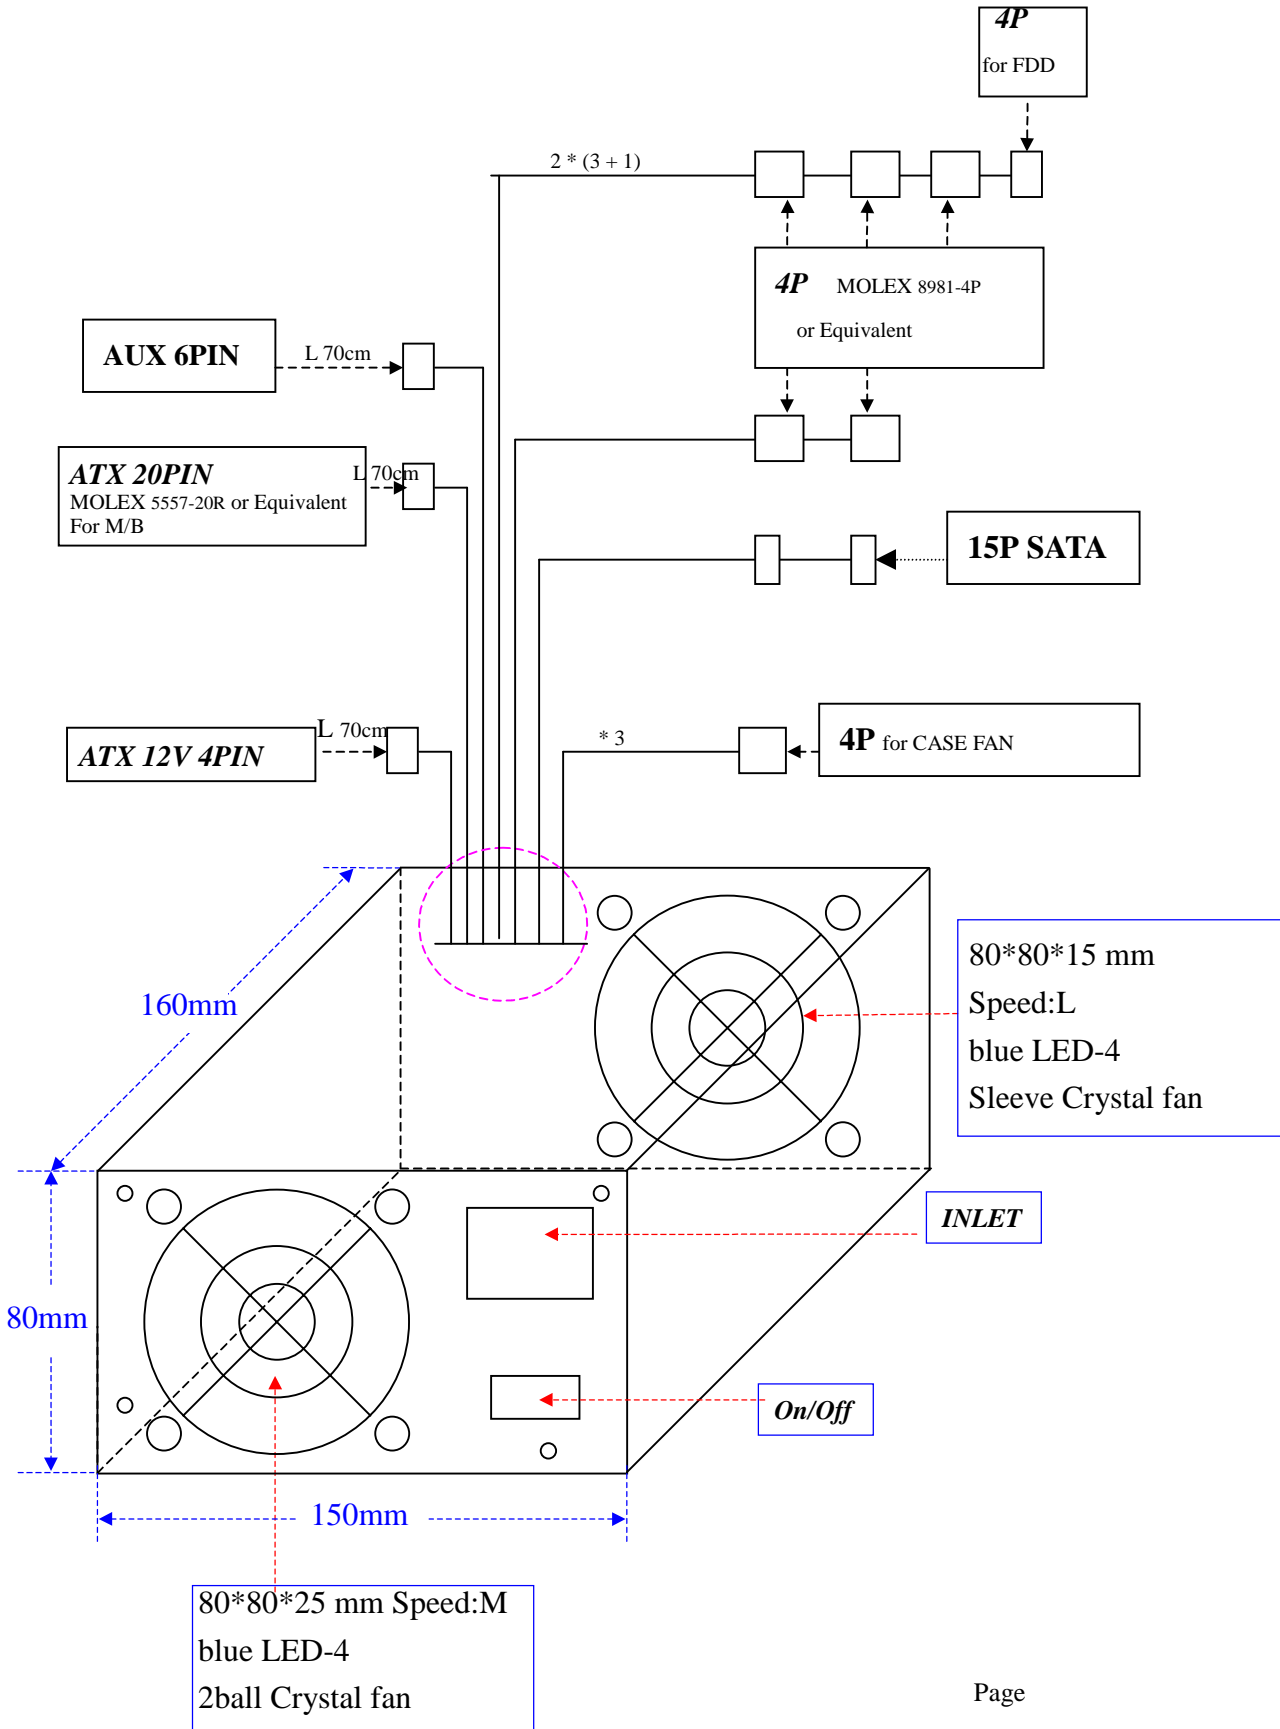 4P
for FDD
2 * (3 + 1)
4P MOLEX 8981-4P
or Equivalent
AUX 6PIN
L 70cm
ATX 20PIN
MOLEX 5557-20R or Equivalent
For M/B
L 70cm
15P SATA
ATX 12V 4PIN
L 70cm
* 3
4P for CASE FAN
160mm
80*80*15 mm
Speed:L
blue LED-4
Sleeve Crystal fan
INLET
80mm
On/Off
150mm
80*80*25 mm Speed:M
blue LED-4
2ball Crystal fan
Page